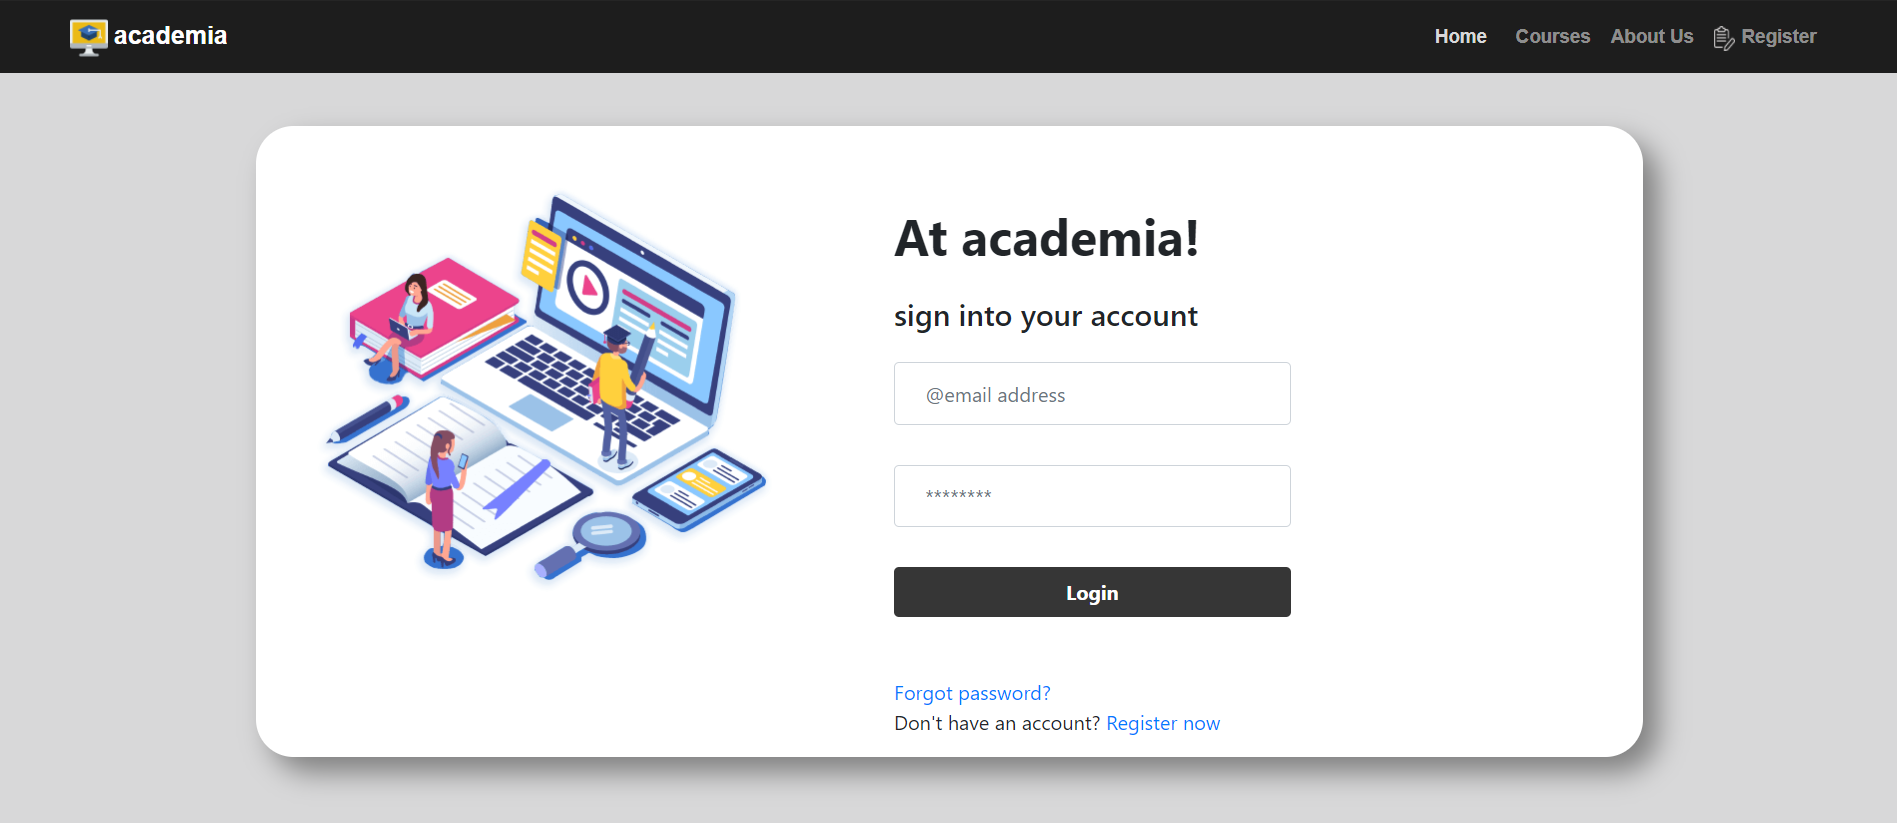 academia
Home Courses About Us Register
At academia!
sign into your account
@email address
********
Login
Forgot password?
Don't have an account? Register now